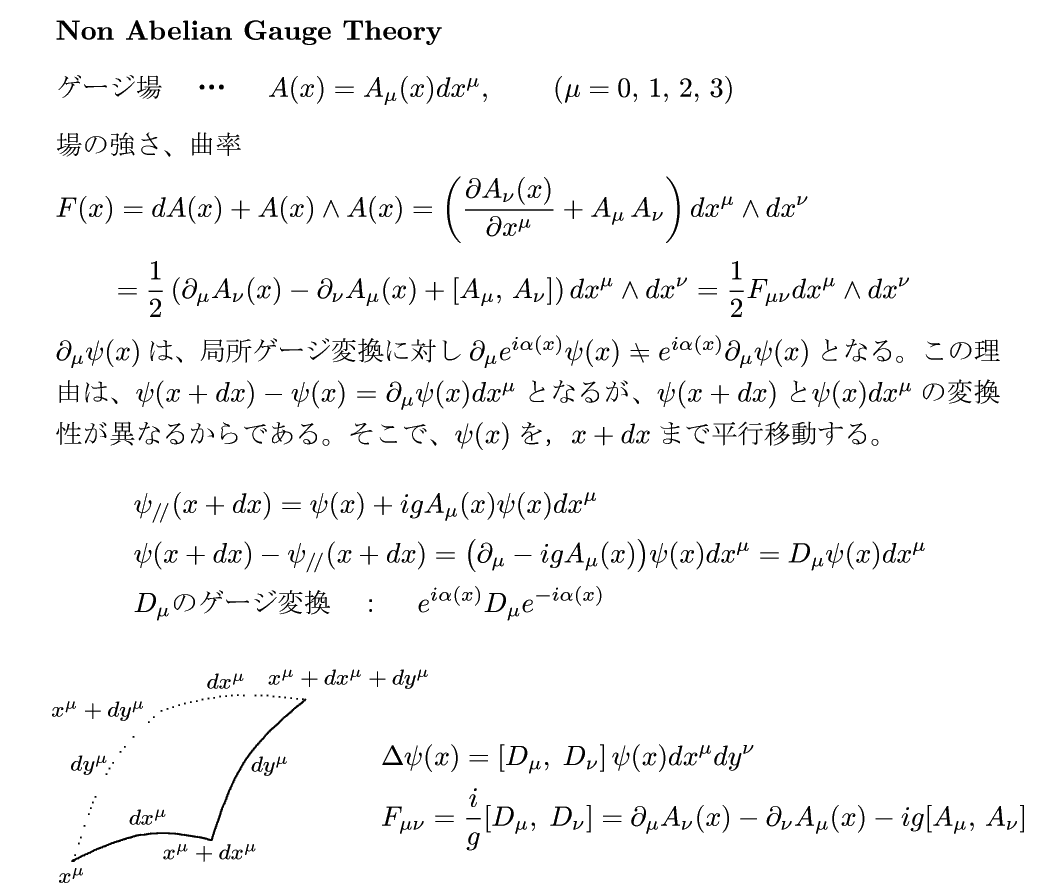 Non Abelian Gauge Theory
ゲージ場 ··· A(x) = A_μ(x)dx^μ, (μ = 0, 1, 2, 3)
場の強さ、曲率
F(x) = dA(x) + A(x) ∧ A(x) = (∂A_ν(x)/∂x^μ + A_μ A_ν) dx^μ ∧ dx^ν
= 1/2 (∂_μA_ν(x) − ∂_νA_μ(x) + [A_μ, A_ν]) dx^μ ∧ dx^ν = 1/2 F_μν dx^μ ∧ dx^ν
∂_μψ(x) は、局所ゲージ変換に対し ∂_μe^{iα(x)}ψ(x) ≠ e^{iα(x)}∂_μψ(x) となる。この理
由は、ψ(x + dx) − ψ(x) = ∂_μψ(x)dx^μ となるが、ψ(x + dx) とψ(x)dx^μ の変換
性が異なるからである。そこで、ψ(x) を, x + dx まで平行移動する。
ψ_//(x + dx) = ψ(x) + igA_μ(x)ψ(x)dx^μ
ψ(x + dx) − ψ_//(x + dx) = (∂_μ − igA_μ(x))ψ(x)dx^μ = D_μψ(x)dx^μ
D_μのゲージ変換 : e^{iα(x)}D_μe^{−iα(x)}
dx^μ
x^μ + dx^μ + dy^μ
x^μ + dy^μ
dy^μ
dy^μ
dx^μ
x^μ + dx^μ
x^μ
Δψ(x) = [D_μ, D_ν] ψ(x)dx^μdy^ν
F_μν = i/g [D_μ, D_ν] = ∂_μA_ν(x) − ∂_νA_μ(x) − ig[A_μ, A_ν]